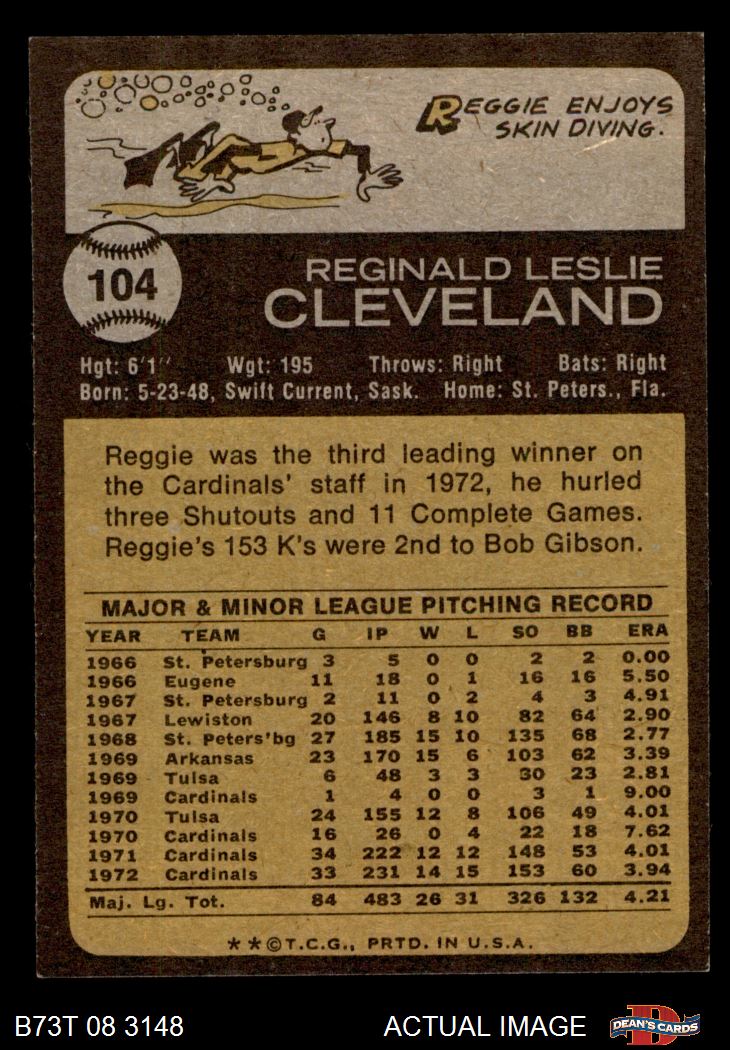 REGGIE ENJOYS
SKIN DIVING.
104
REGINALD LESLIE
CLEVELAND
Hgt: 6'1" Wgt: 195 Throws: Right Bats: Right
Born: 5-23-48, Swift Current, Sask. Home: St. Peters., Fla.
Reggie was the third leading winner on
the Cardinals' staff in 1972, he hurled
three Shutouts and 11 Complete Games.
Reggie's 153 K's were 2nd to Bob Gibson.
MAJOR & MINOR LEAGUE PITCHING RECORD
YEAR TEAM G IP W L SO BB ERA
1966 St. Petersburg 3 5 0 0 2 2 0.00
1966 Eugene 11 18 0 1 16 16 5.50
1967 St. Petersburg 2 11 0 2 4 3 4.91
1967 Lewiston 20 146 8 10 82 64 2.90
1968 St. Peters'bg 27 185 15 10 135 68 2.77
1969 Arkansas 23 170 15 6 103 62 3.39
1969 Tulsa 6 48 3 3 30 23 2.81
1969 Cardinals 1 4 0 0 3 1 9.00
1970 Tulsa 24 155 12 8 106 49 4.01
1970 Cardinals 16 26 0 4 22 18 7.62
1971 Cardinals 34 222 12 12 148 53 4.01
1972 Cardinals 33 231 14 15 153 60 3.94
Maj. Lg. Tot. 84 483 26 31 326 132 4.21
**©T.C.G., PRTD. IN U.S.A.
B73T 08 3148 ACTUAL IMAGE D DEAN'S CARDS